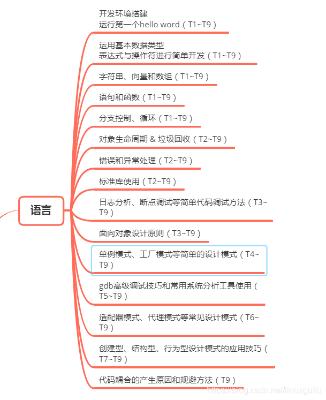 开发环境搭建
运行第一个hello word（T1~T9）
运用基本数据类型
表达式与操作符进行简单开发（T1~T9）
字符串、向量和数组（T1~T9）
语句和函数（T1~T9）
分支控制、循环（T1~T9）
对象生命周期 & 垃圾回收（T2~T9）
错误和异常处理（T2~T9）
标准库使用（T2~T9）
语言
日志分析、断点调试等简单代码调试方法（T3~
T9）
面向对象设计原则（T3~T9）
单例模式、工厂模式等简单的设计模式（T4~
T9）
gdb高级调试技巧和常用系统分析工具使用（
T5~T9）
适配器模式、代理模式等常见设计模式（T6~
T9）
创建型、结构型、行为型设计模式的应用技巧（
T7~T9）
代码耦合的产生原因和规避方法（T9）